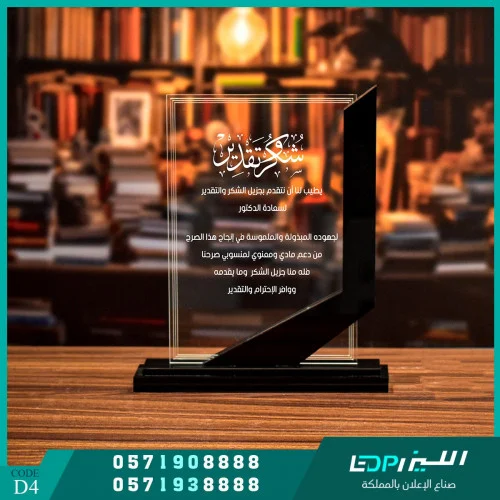 شكر وتقدير
يطيب لنا أن نتقدم بجزيل الشكر والتقدير
لسعادة الدكتور
لجهوده المبذولة والملموسة في إنجاح هذا الصرح
من دعم مادي ومعنوي لمنسوبي صرحنا
فله منا جزيل الشكر وما يقدمه
ووافر الإحترام والتقدير
CODE
D4
0571908888
0571938888
صناع الإعلان بالمملكة